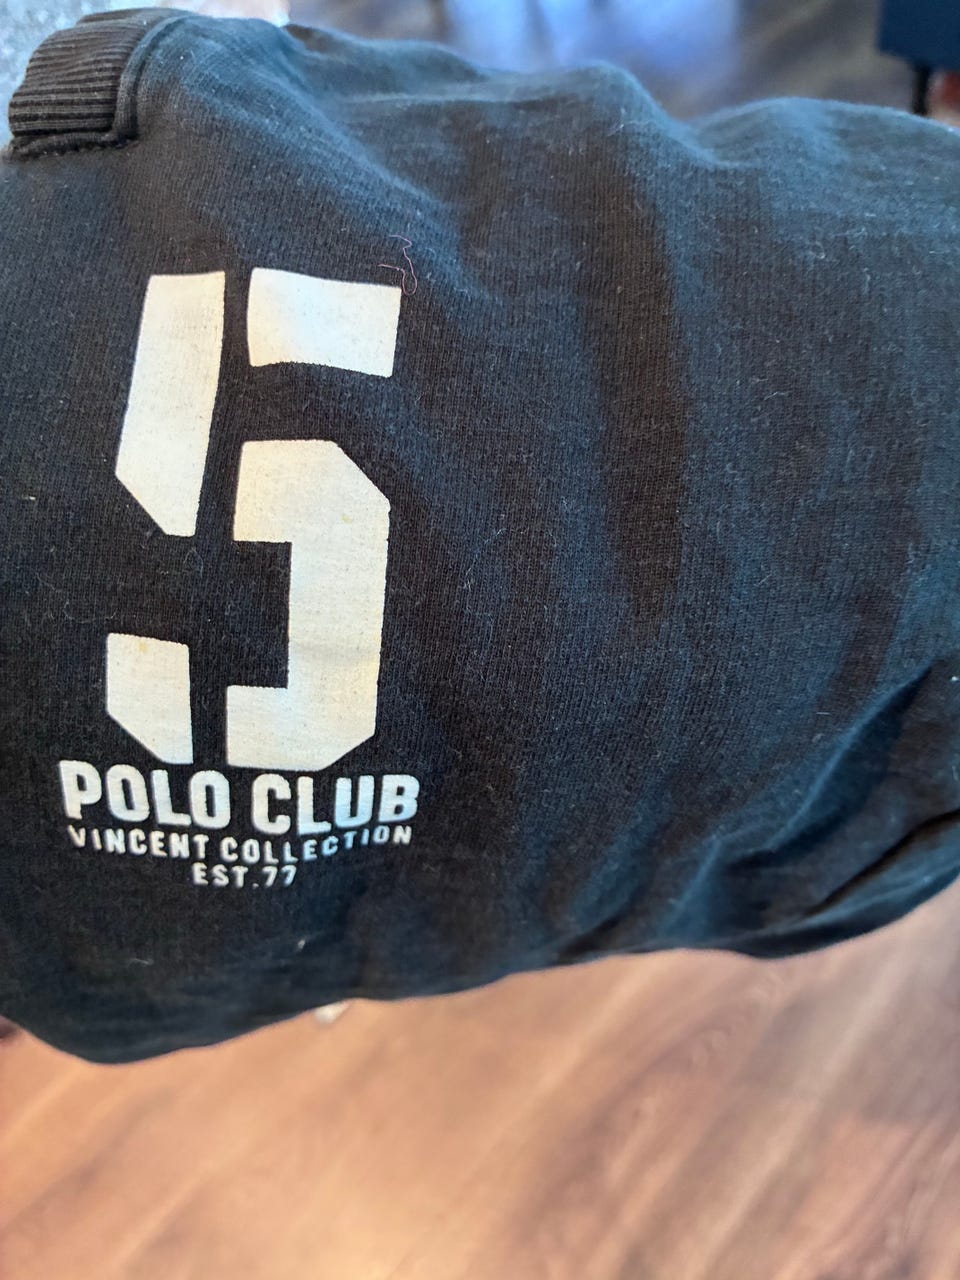 5
POLO CLUB
VINCENT COLLECTION
EST.77